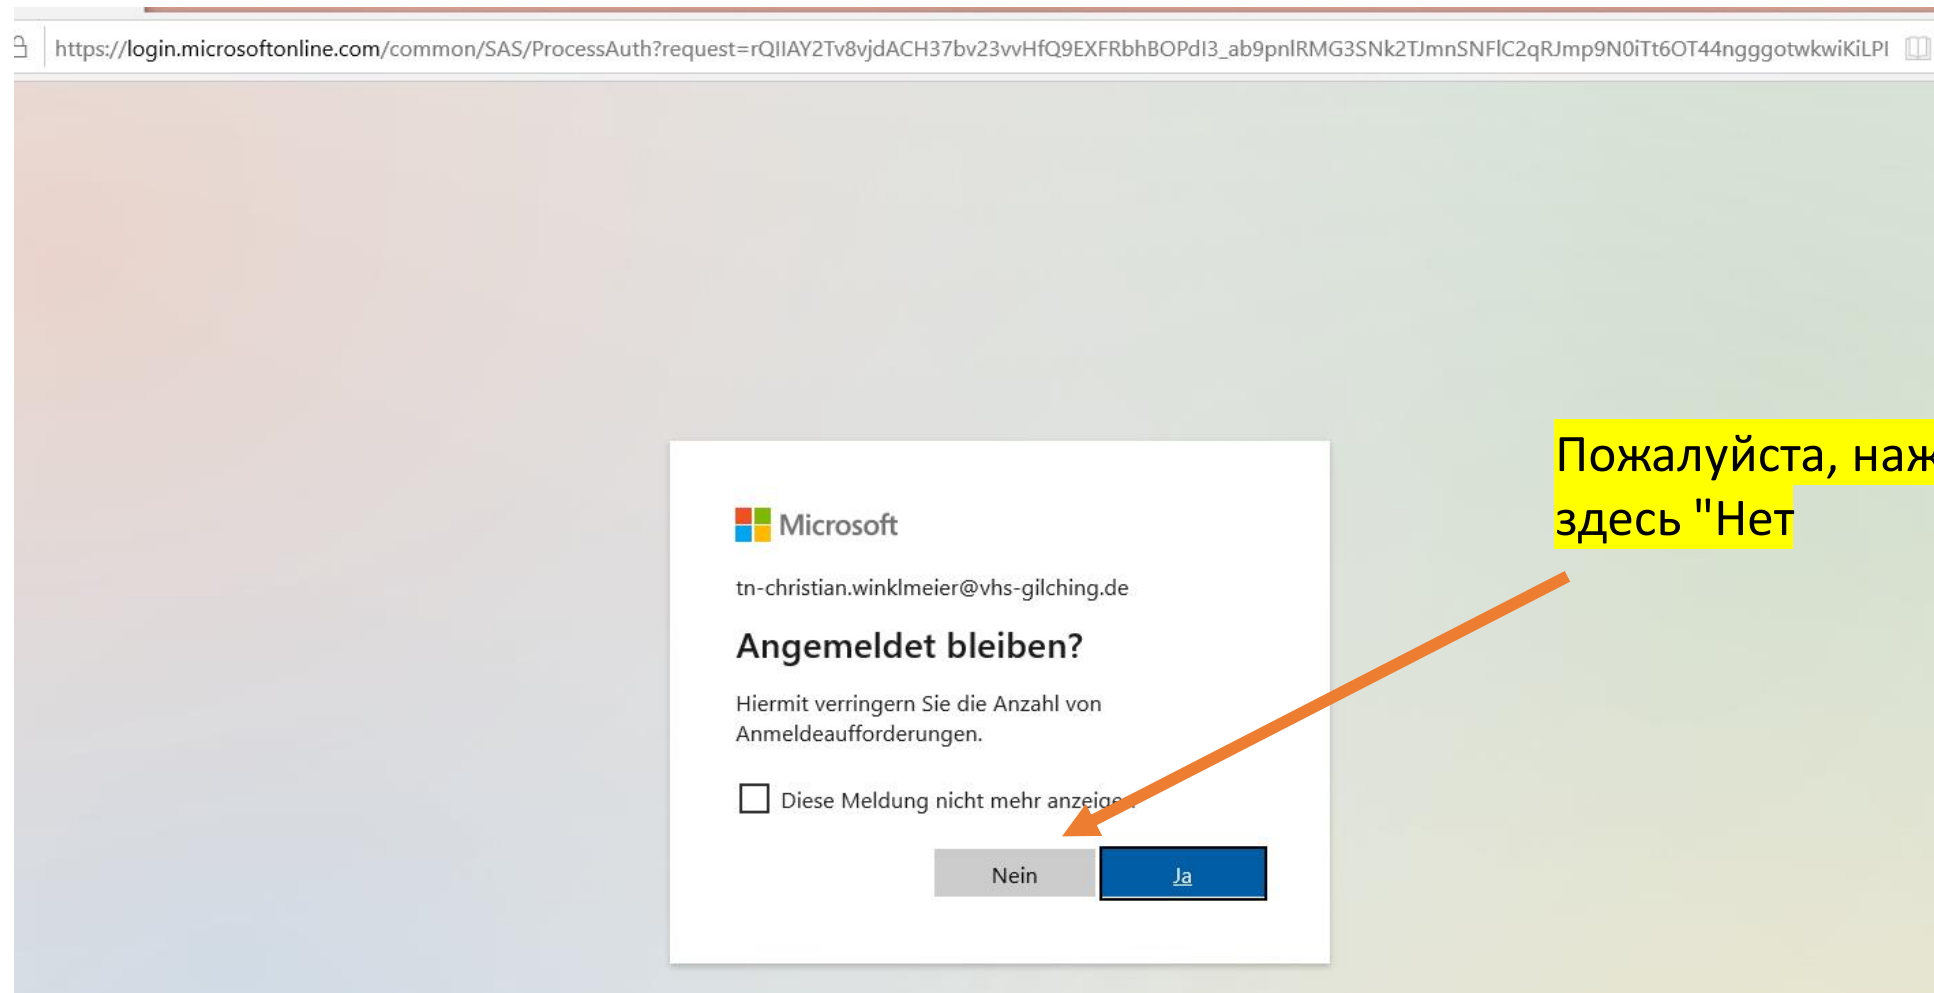 https://login.microsoftonline.com/common/SAS/ProcessAuth?request=rQIIAY2Tv8vjdACH37bv23vvHfQ9EXFRbhBOPdI3_ab9pnlRMG3SNk2TJmnSNFlC2qRJmp9N0iTt6OT44ngggotwkwiKiLPI
Пожалуйста, наж
здесь "Нет
Microsoft
tn-christian.winklmeier@vhs-gilching.de
Angemeldet bleiben?
Hiermit verringern Sie die Anzahl von
Anmeldeaufforderungen.
Diese Meldung nicht mehr anzeigen
Nein
Ja